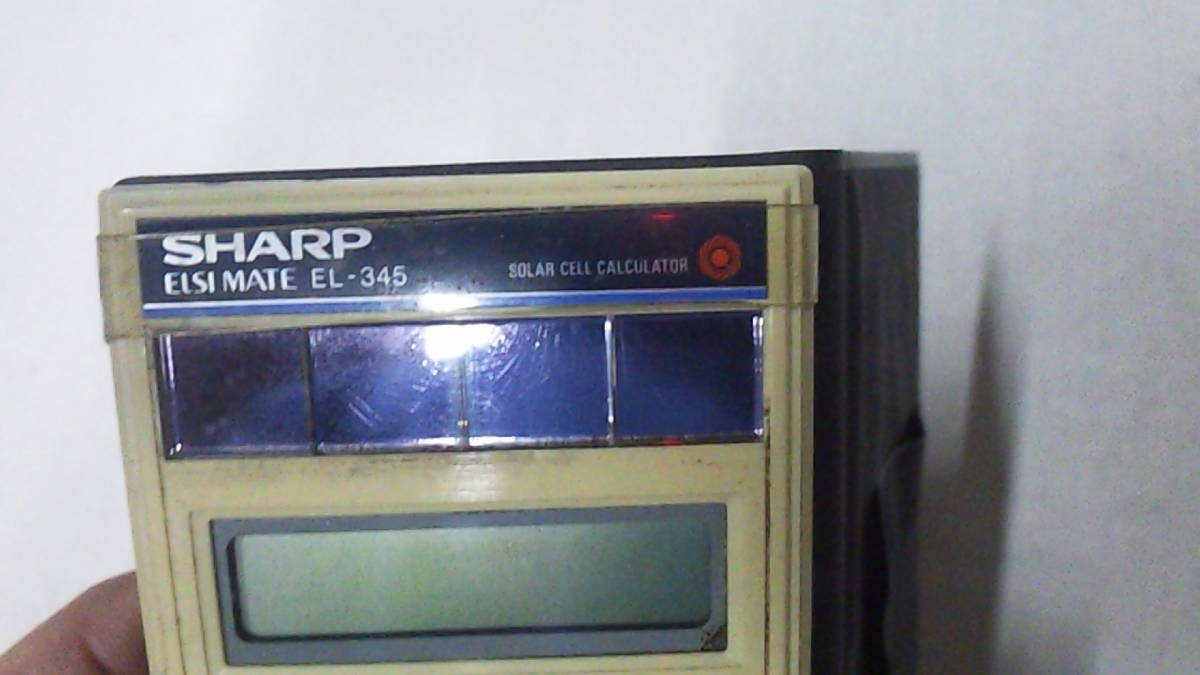 SHARP
ELSI MATE EL-345
SOLAR CELL CALCULATOR